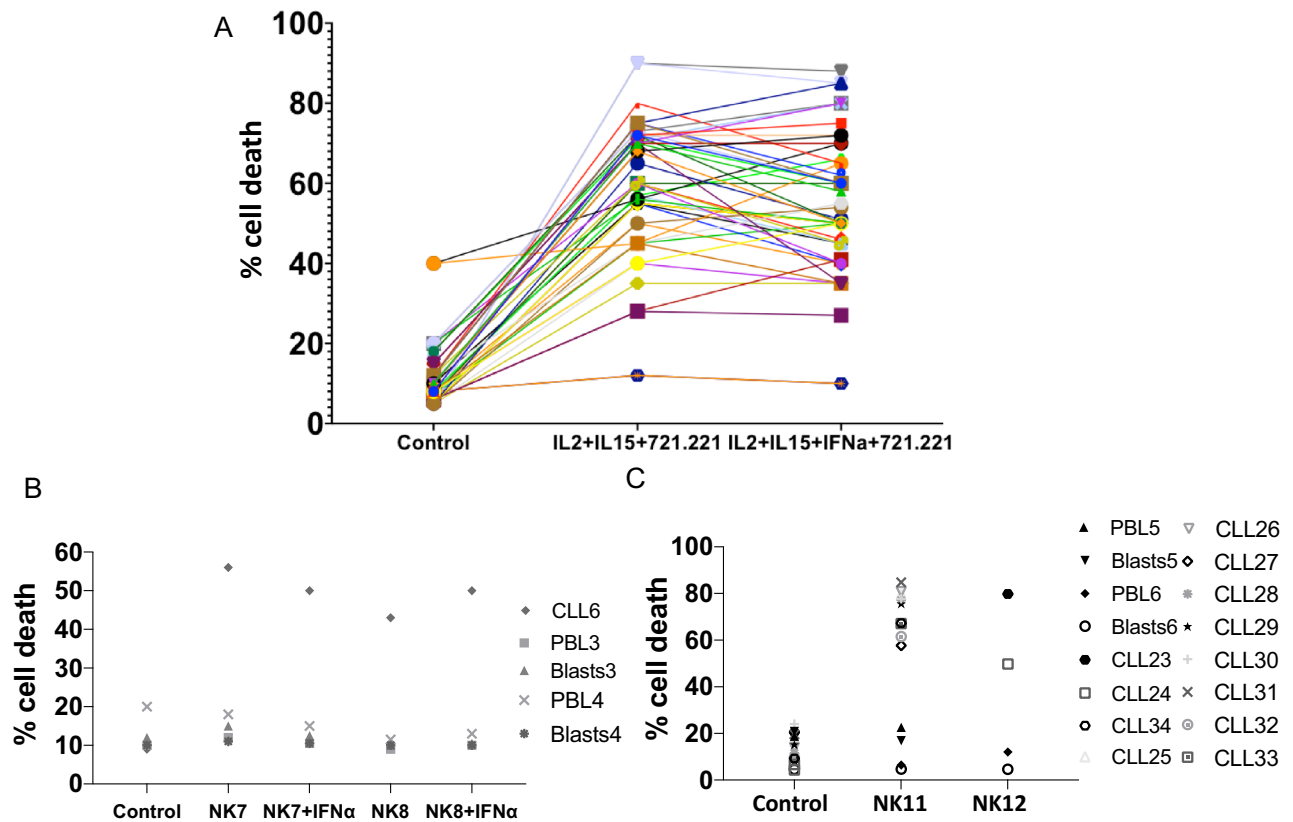 A
100
80
60
40
20
0
% cell death
Control
IL2+IL15+721.221
IL2+IL15+IFNa+721.221
B
60
50
40
30
20
10
0
% cell death
Control
NK7
NK7+IFNα
NK8
NK8+IFNα
CLL6
PBL3
Blasts3
PBL4
Blasts4
C
100
80
60
40
20
0
% cell death
Control
NK11
NK12
PBL5
Blasts5
PBL6
Blasts6
CLL23
CLL24
CLL34
CLL25
CLL26
CLL27
CLL28
CLL29
CLL30
CLL31
CLL32
CLL33